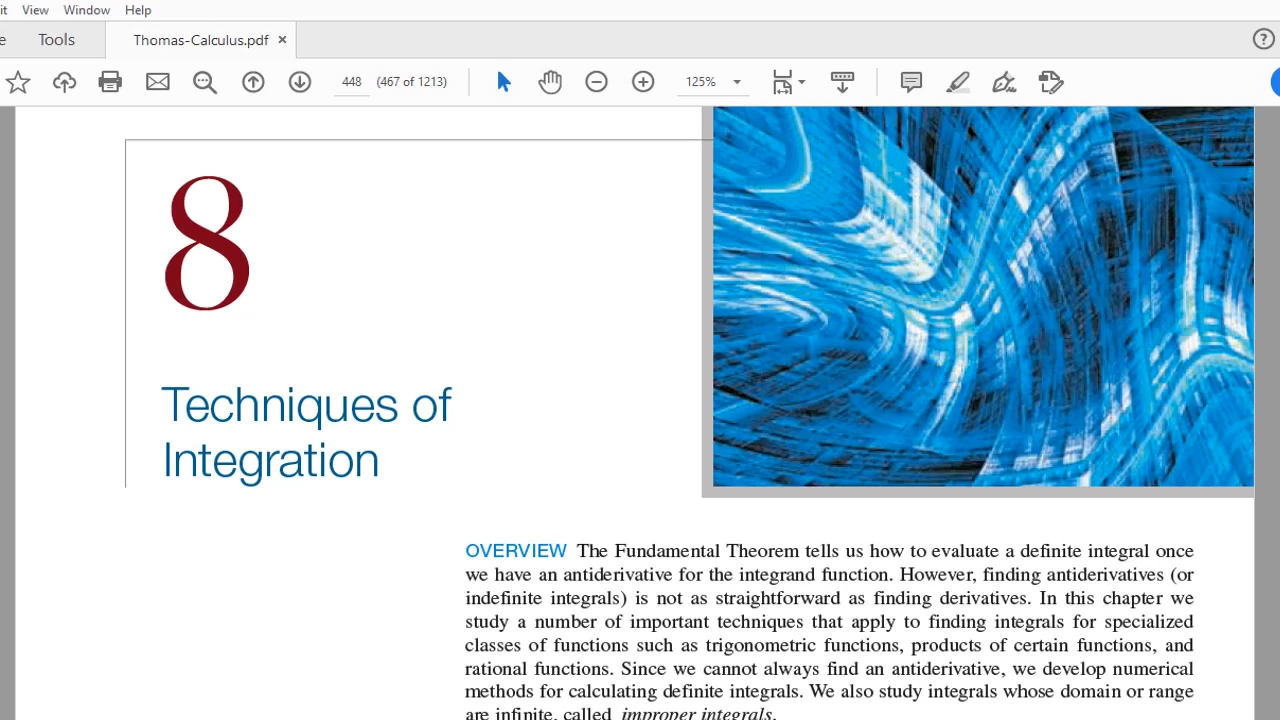 it View Window Help
e Tools Thomas-Calculus.pdf ×
448 (467 of 1213) 125%
8
Techniques of
Integration
OVERVIEW The Fundamental Theorem tells us how to evaluate a definite integral once
we have an antiderivative for the integrand function. However, finding antiderivatives (or
indefinite integrals) is not as straightforward as finding derivatives. In this chapter we
study a number of important techniques that apply to finding integrals for specialized
classes of functions such as trigonometric functions, products of certain functions, and
rational functions. Since we cannot always find an antiderivative, we develop numerical
methods for calculating definite integrals. We also study integrals whose domain or range
are infinite, called improper integrals.